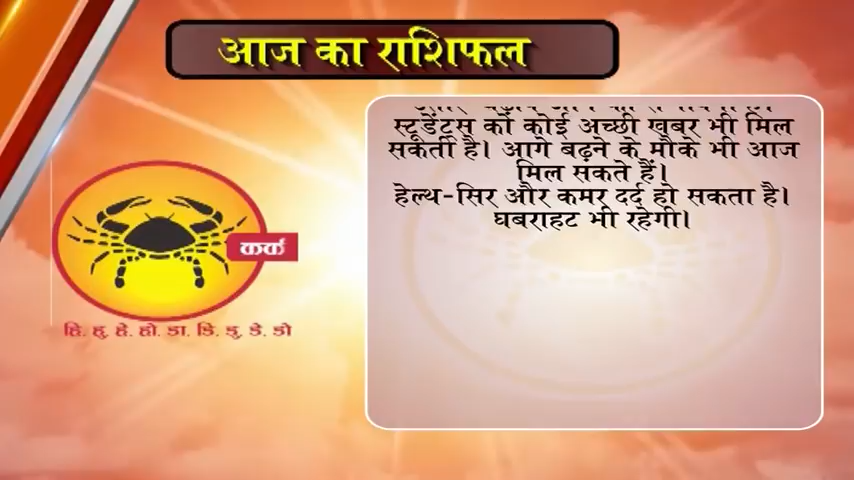 आज का राशिफल
स्टूडेंट्स को कोई अच्छी खबर भी मिल
सकती है। आगे बढ़ने के मौके भी आज
मिल सकते हैं।
हेल्थ-सिर और कमर दर्द हो सकता है।
घबराहट भी रहेगी।
कर्क
हि. हु. हे. हो. डा. डि. डु. डे. डो